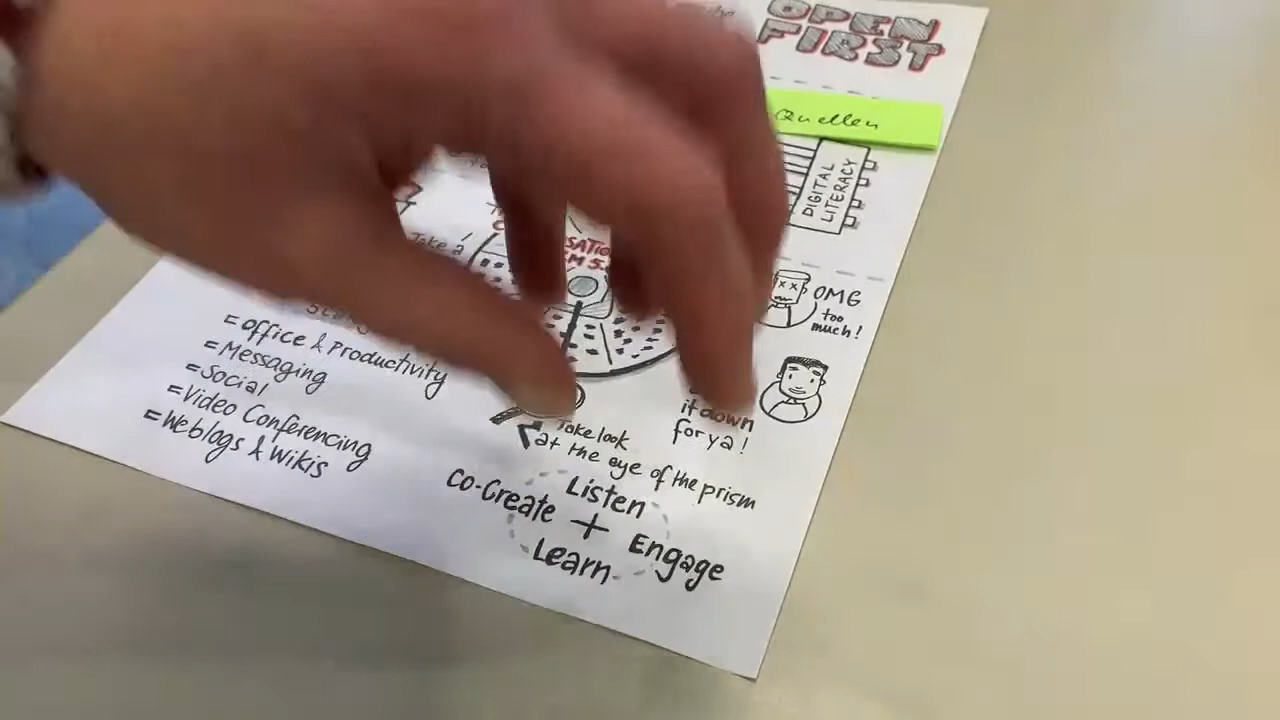 OPEN
FIRST
Quellen
DIGITAL
LITERACY
OMG
too
much!
Take a
= Office & Productivity
= Messaging
= Social
= Video Conferencing
= Weblogs & Wikis
it down
for ya!
Take look
at the eye of the prism
Listen
Co-Create + Engage
Learn